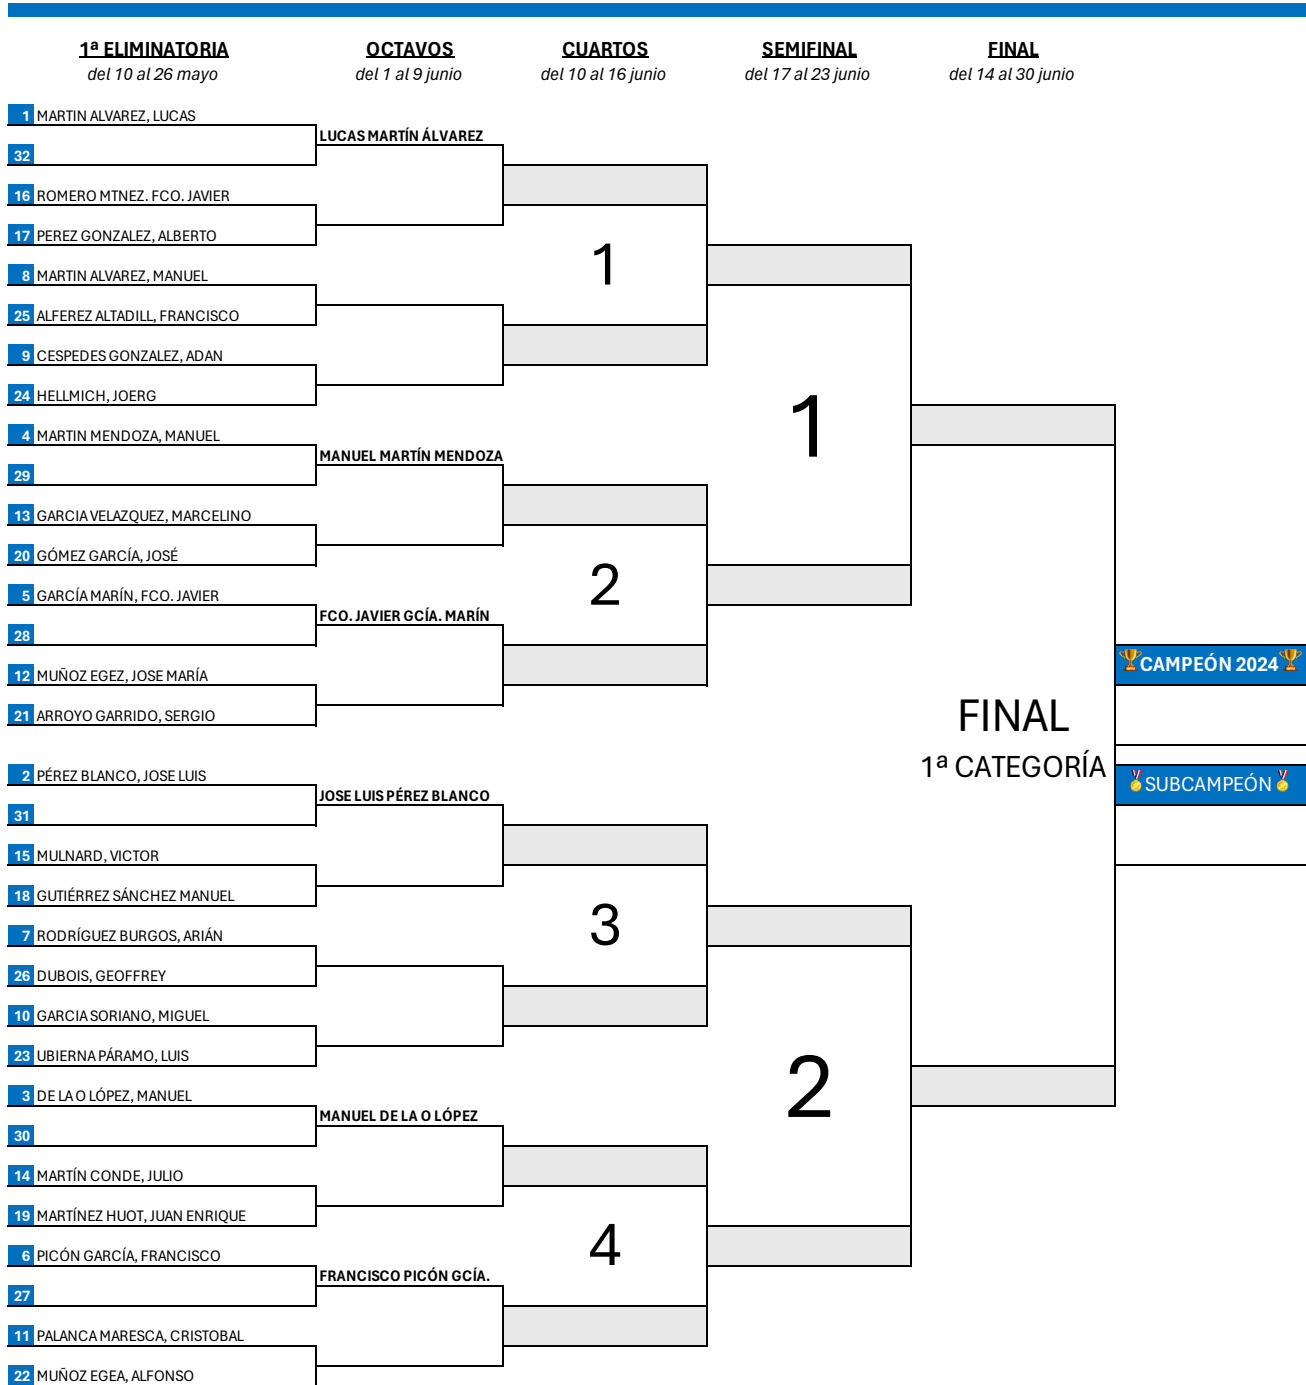 1ª ELIMINATORIA OCTAVOS CUARTOS SEMIFINAL FINAL
del 10 al 26 mayo del 1 al 9 junio del 10 al 16 junio del 17 al 23 junio del 14 al 30 junio
1 MARTIN ALVAREZ, LUCAS
LUCAS MARTÍN ÁLVAREZ
32
16 ROMERO MTNEZ. FCO. JAVIER
17 PEREZ GONZALEZ, ALBERTO
1
8 MARTIN ALVAREZ, MANUEL
25 ALFEREZ ALTADILL, FRANCISCO
9 CESPEDES GONZALEZ, ADAN
24 HELLMICH, JOERG
1
4 MARTIN MENDOZA, MANUEL
MANUEL MARTÍN MENDOZA
29
13 GARCIA VELAZQUEZ, MARCELINO
20 GÓMEZ GARCÍA, JOSÉ
2
5 GARCÍA MARÍN, FCO. JAVIER
FCO. JAVIER GCÍA. MARÍN
28
12 MUÑOZ EGEZ, JOSE MARÍA
21 ARROYO GARRIDO, SERGIO
CAMPEÓN 2024
FINAL
1ª CATEGORÍA
SUBCAMPEÓN
2 PÉREZ BLANCO, JOSE LUIS
JOSE LUIS PÉREZ BLANCO
31
15 MULNARD, VICTOR
18 GUTIÉRREZ SÁNCHEZ MANUEL
3
7 RODRÍGUEZ BURGOS, ARIÁN
26 DUBOIS, GEOFFREY
10 GARCIA SORIANO, MIGUEL
23 UBIERNA PÁRAMO, LUIS
2
3 DE LA O LÓPEZ, MANUEL
MANUEL DE LA O LÓPEZ
30
14 MARTÍN CONDE, JULIO
19 MARTÍNEZ HUOT, JUAN ENRIQUE
4
6 PICÓN GARCÍA, FRANCISCO
FRANCISCO PICÓN GCÍA.
27
11 PALANCA MARESCA, CRISTOBAL
22 MUÑOZ EGEA, ALFONSO